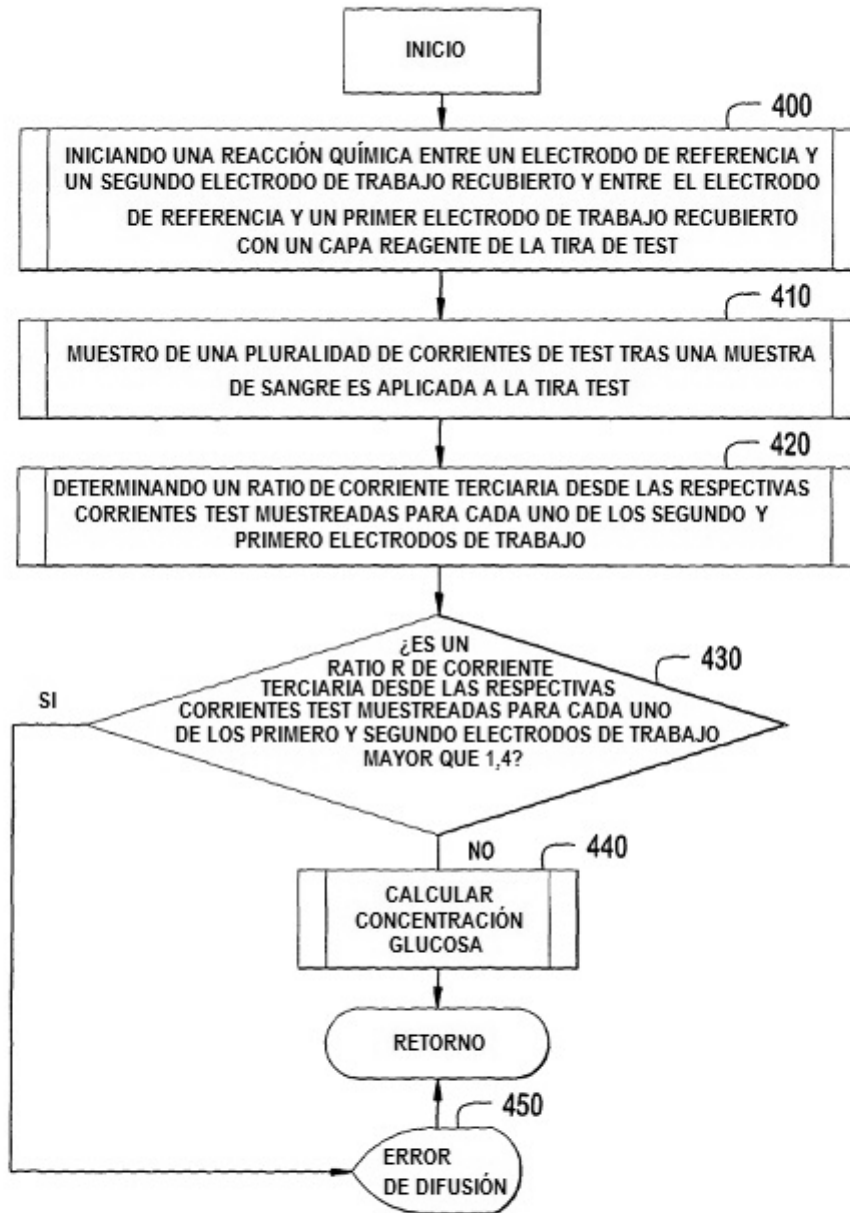 INICIO
400
INICIANDO UNA REACCIÓN QUÍMICA ENTRE UN ELECTRODO DE REFERENCIA Y
UN SEGUNDO ELECTRODO DE TRABAJO RECUBIERTO Y ENTRE EL ELECTRODO
DE REFERENCIA Y UN PRIMER ELECTRODO DE TRABAJO RECUBIERTO
CON UN CAPA REAGENTE DE LA TIRA DE TEST
410
MUESTRO DE UNA PLURALIDAD DE CORRIENTES DE TEST TRAS UNA MUESTRA
DE SANGRE ES APLICADA A LA TIRA TEST
420
DETERMINANDO UN RATIO DE CORRIENTE TERCIARIA DESDE LAS RESPECTIVAS
CORRIENTES TEST MUESTREADAS PARA CADA UNO DE LOS SEGUNDO Y
PRIMERO ELECTRODOS DE TRABAJO
¿ES UN
RATIO R DE CORRIENTE
TERCIARIA DESDE LAS RESPECTIVAS
CORRIENTES TEST MUESTREADAS PARA CADA UNO
DE LOS PRIMERO Y SEGUNDO ELECTRODOS DE TRABAJO
MAYOR QUE 1,4?
430
SI
NO
440
CALCULAR
CONCENTRACIÓN
GLUCOSA
RETORNO
450
ERROR
DE DIFUSIÓN